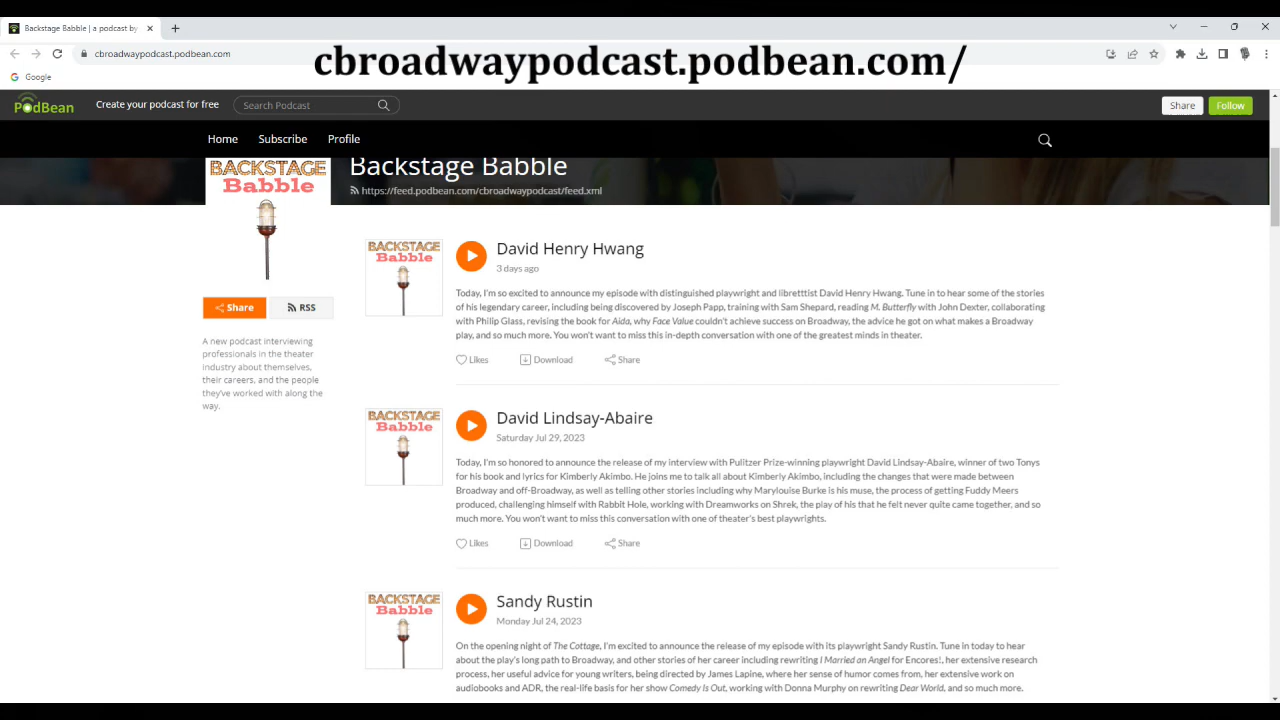 Backstage Babble | a podcast by
cbroadwaypodcast.podbean.com
cbroadwaypodcast.podbean.com/
Google
PodBean
Create your podcast for free
Search Podcast
Share
Follow
Home
Subscribe
Profile
BACKSTAGE
Babble
Backstage Babble
https://feed.podbean.com/cbroadwaypodcast/feed.xml
Share
RSS
A new podcast interviewing
professionals in the theater
industry about themselves,
their careers, and the people
they've worked with along the
way.
BACKSTAGE
Babble
David Henry Hwang
3 days ago
Today, I'm so excited to announce my episode with distinguished playwright and libretttist David Henry Hwang. Tune in to hear some of the stories
of his legendary career, including being discovered by Joseph Papp, training with Sam Shepard, reading M. Butterfly with John Dexter, collaborating
with Philip Glass, revising the book for Aida, why Face Value couldn't achieve success on Broadway, the advice he got on what makes a Broadway
play, and so much more. You won't want to miss this in-depth conversation with one of the greatest minds in theater.
Likes
Download
Share
BACKSTAGE
Babble
David Lindsay-Abaire
Saturday Jul 29, 2023
Today, I'm so honored to announce the release of my interview with Pulitzer Prize-winning playwright David Lindsay-Abaire, winner of two Tonys
for his book and lyrics for Kimberly Akimbo. He joins me to talk all about Kimberly Akimbo, including the changes that were made between
Broadway and off-Broadway, as well as telling other stories including why Marylouise Burke is his muse, the process of getting Fuddy Meers
produced, challenging himself with Rabbit Hole, working with Dreamworks on Shrek, the play of his that he felt never quite came together, and so
much more. You won't want to miss this conversation with one of theater's best playwrights.
Likes
Download
Share
BACKSTAGE
Babble
Sandy Rustin
Monday Jul 24, 2023
On the opening night of The Cottage, I'm excited to announce the release of my episode with its playwright Sandy Rustin. Tune in today to hear
about the play's long path to Broadway, and other stories of her career including rewriting I Married an Angel for Encores!, her extensive research
process, her useful advice for young writers, being directed by James Lapine, where her sense of humor comes from, her extensive work on
audiobooks and ADR, the real-life basis for her show Comedy Is Out, working with Donna Murphy on rewriting Dear World, and so much more.